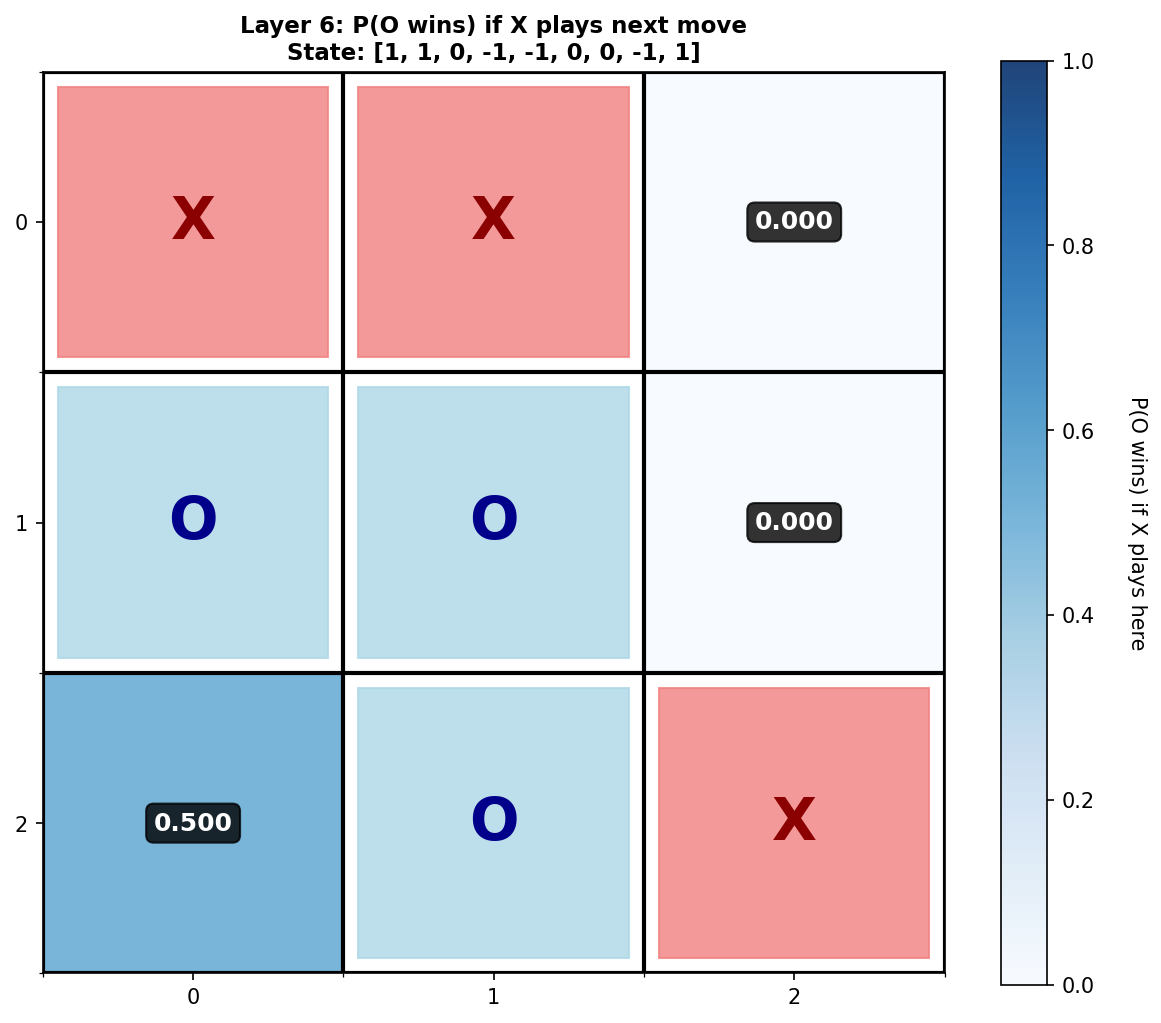 Layer 6: P(O wins) if X plays next move
State: [1, 1, 0, -1, -1, 0, 0, -1, 1]
0
X
X
0.000
1
O
O
0.000
2
0.500
O
X
0
1
2
1.0
0.8
0.6
0.4
0.2
0.0
P(O wins) if X plays here